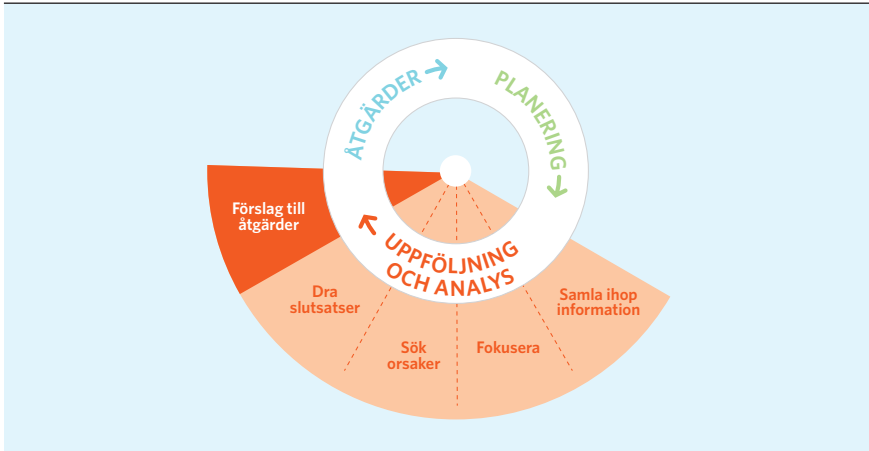 ÅTGÄRDER
PLANERING
UPPFÖLJNING
OCH ANALYS
Förslag till
åtgärder
Dra
slutsatser
Sök
orsaker
Fokusera
Samla ihop
information